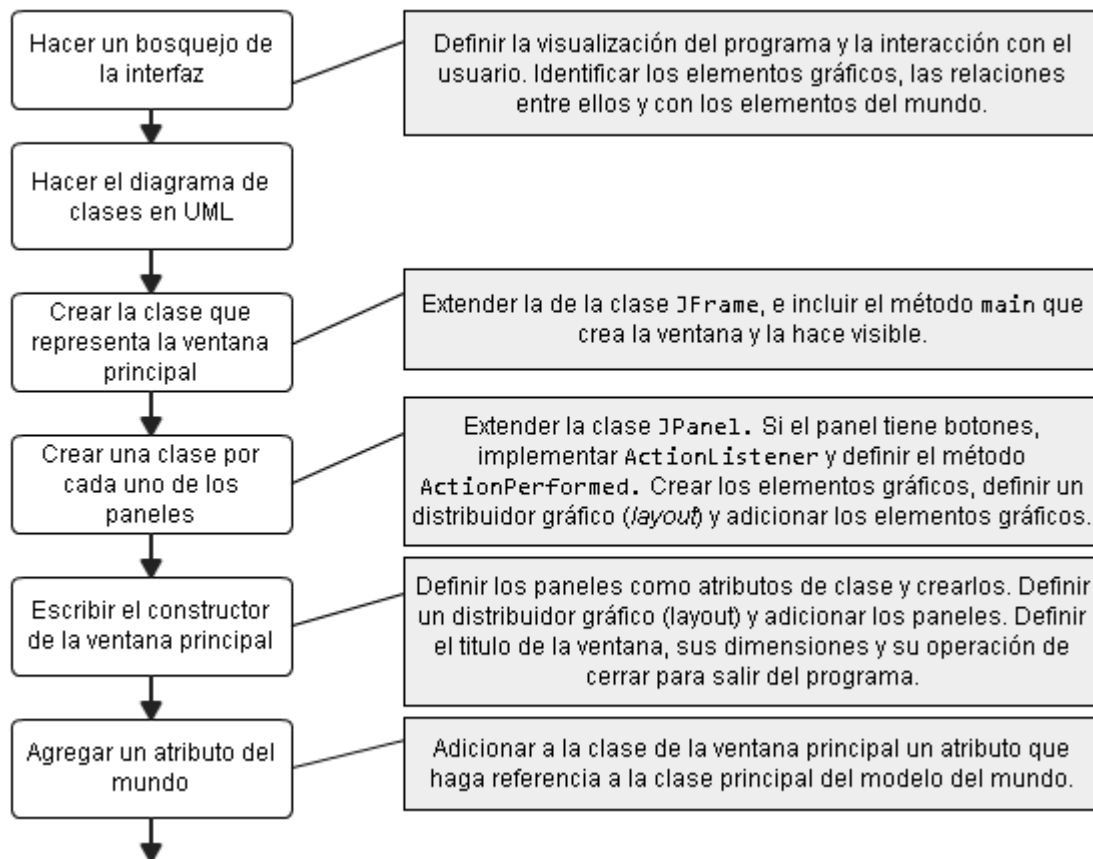 Hacer un bosquejo de
la interfaz
Definir la visualización del programa y la interacción con el
usuario. Identificar los elementos gráficos, las relaciones
entre ellos y con los elementos del mundo.
Hacer el diagrama de
clases en UML
Crear la clase que
representa la ventana
principal
Extender la de la clase JFrame, e incluir el método main que
crea la ventana y la hace visible.
Crear una clase por
cada uno de los
paneles
Extender la clase JPanel. Si el panel tiene botones,
implementar ActionListener y definir el método
ActionPerformed. Crear los elementos gráficos, definir un
distribuidor gráfico (layout) y adicionar los elementos gráficos.
Escribir el constructor
de la ventana principal
Definir los paneles como atributos de clase y crearlos. Definir
un distribuidor gráfico (layout) y adicionar los paneles. Definir
el titulo de la ventana, sus dimensiones y su operación de
cerrar para salir del programa.
Agregar un atributo del
mundo
Adicionar a la clase de la ventana principal un atributo que
haga referencia a la clase principal del modelo del mundo.